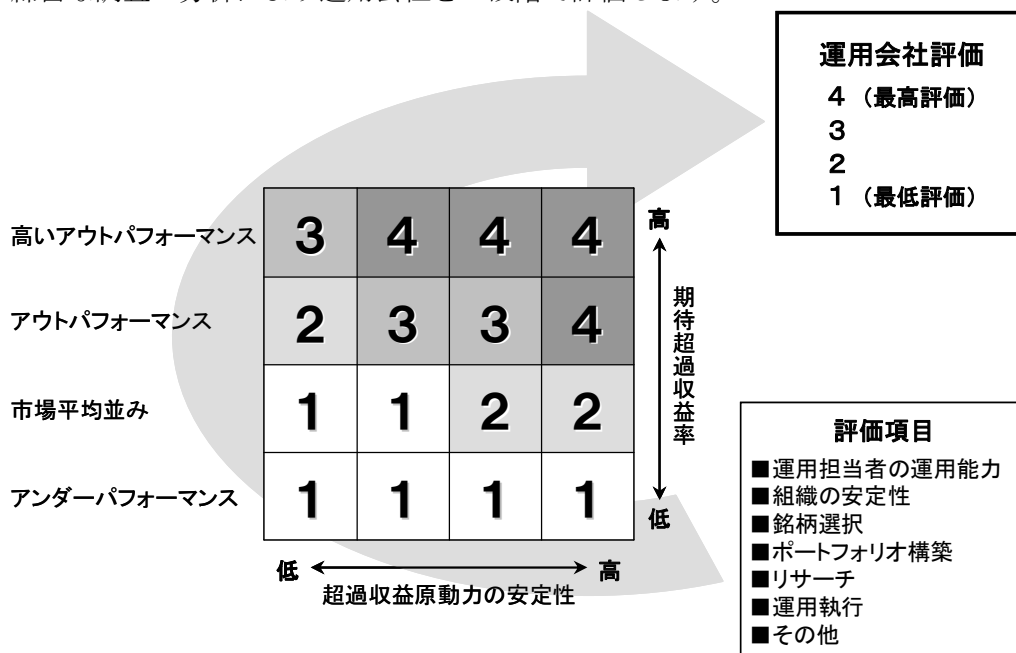 運用会社評価
4 (最高評価)
3
2
1 (最低評価)
高いアウトパフォーマンス 3 4 4 4
アウトパフォーマンス 2 3 3 4
市場平均並み 1 1 2 2
アンダーパフォーマンス 1 1 1 1
高
期待超過収益率
低
低 高
超過収益原動力の安定性
評価項目
■運用担当者の運用能力
■組織の安定性
■銘柄選択
■ポートフォリオ構築
■リサーチ
■運用執行
■その他